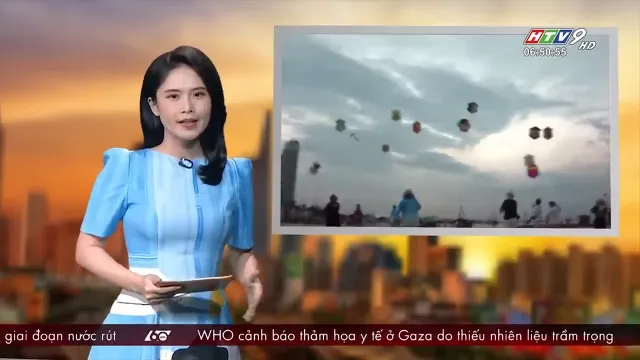 HTV9 HD
06:50:55
giai đoạn nước rút 60 WHO cảnh báo thảm họa y tế ở Gaza do thiếu nhiên liệu trầm trọng